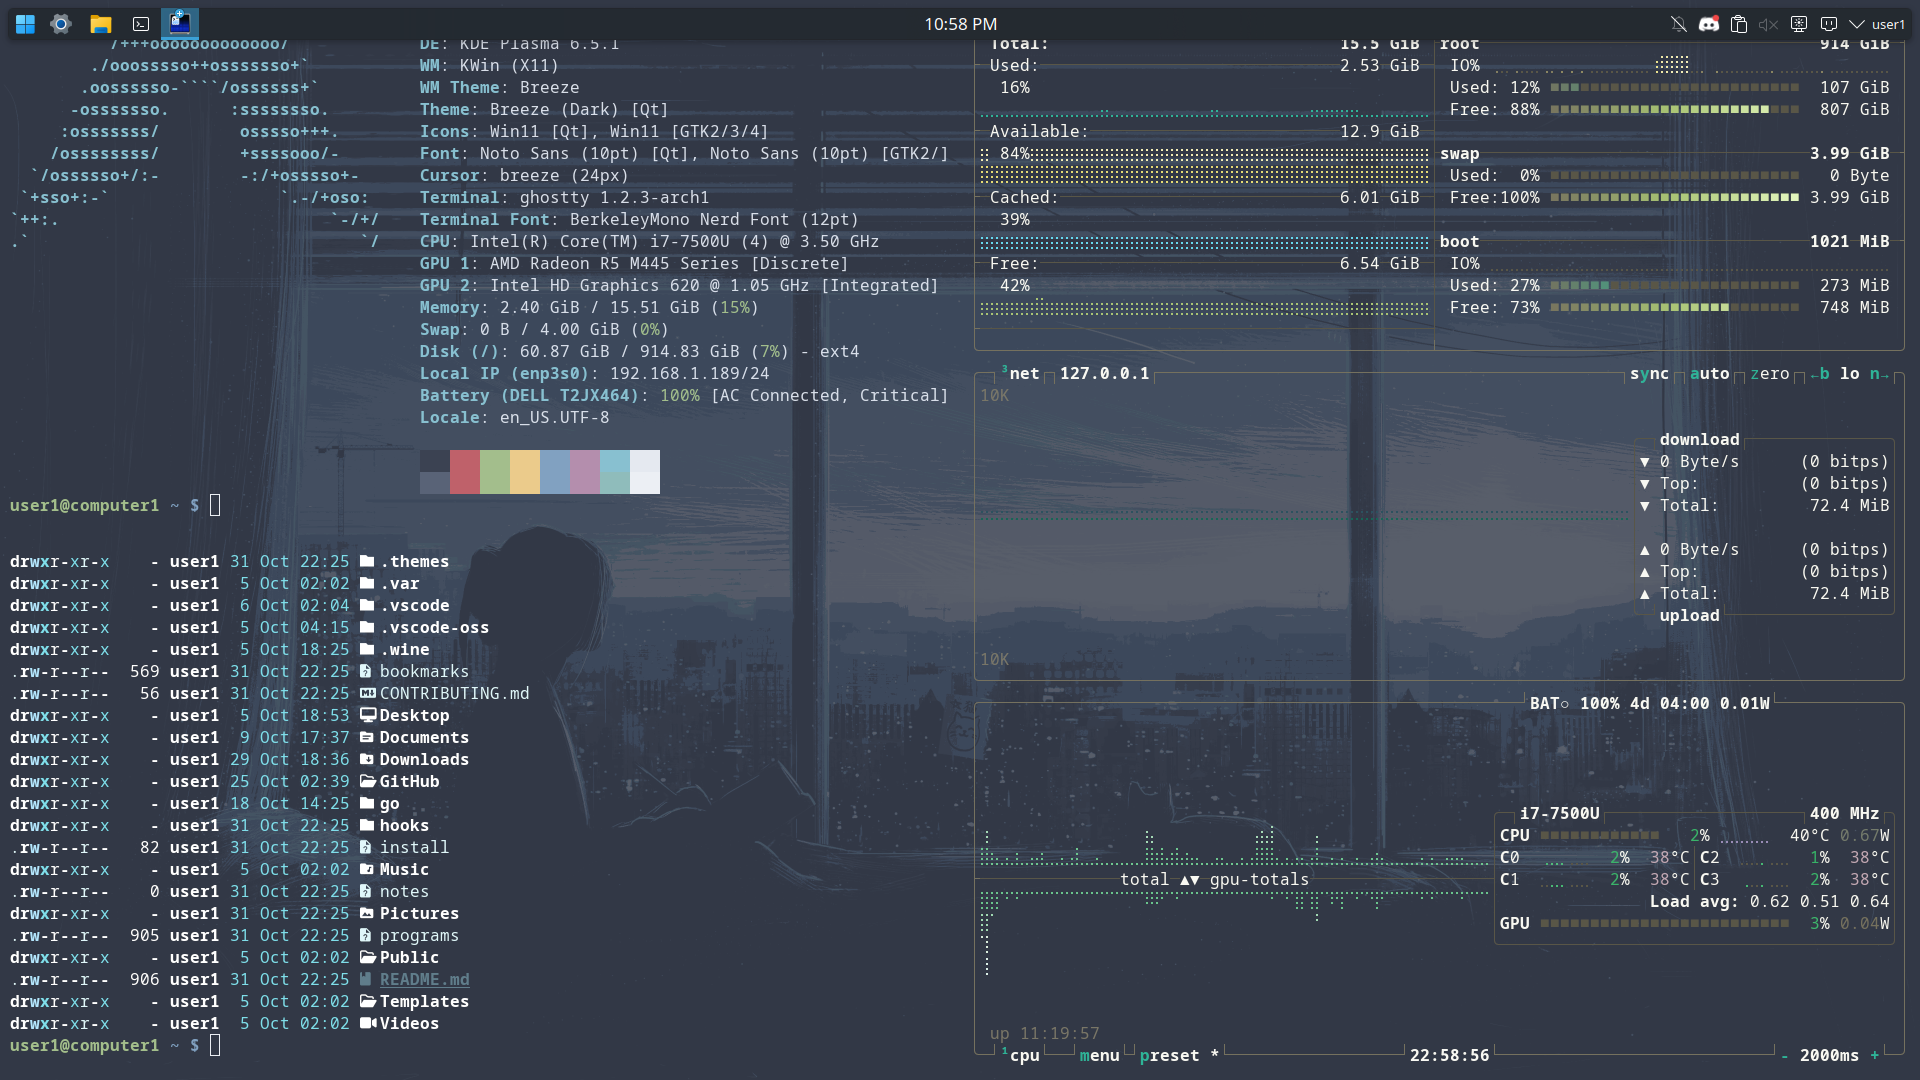 10:58 PM
user1
DE: KDE Plasma 6.5.1
WM: KWin (X11)
WM Theme: Breeze
Theme: Breeze (Dark) [Qt]
Icons: Win11 [Qt], Win11 [GTK2/3/4]
Font: Noto Sans (10pt) [Qt], Noto Sans (10pt) [GTK2/]
Cursor: breeze (24px)
Terminal: ghostty 1.2.3-arch1
Terminal Font: BerkeleyMono Nerd Font (12pt)
CPU: Intel(R) Core(TM) i7-7500U (4) @ 3.50 GHz
GPU 1: AMD Radeon R5 M445 Series [Discrete]
GPU 2: Intel HD Graphics 620 @ 1.05 GHz [Integrated]
Memory: 2.40 GiB / 15.51 GiB (15%)
Swap: 0 B / 4.00 GiB (0%)
Disk (/): 60.87 GiB / 914.83 GiB (7%) - ext4
Local IP (enp3s0): 192.168.1.189/24
Battery (DELL T2JX464): 100% [AC Connected, Critical]
Locale: en_US.UTF-8
/+++ooooooooooooo/
./ooosssso++osssssso+`
.oossssso-````/ossssss+`
-osssssso.      :ssssssso.
:osssssss/        osssso+++.
/ossssssss/        +ssssooo/-
`/ossssso+/:-        -:/+osssso+-
`+sso+:-`                 `.-/+oso:
`++:.                           `-/+/
.`                                 `/
user1@computer1 ~ $
drwxr-xr-x    - user1 31 Oct 22:25 .themes
drwxr-xr-x    - user1  5 Oct 02:02 .var
drwxr-xr-x    - user1  6 Oct 02:04 .vscode
drwxr-xr-x    - user1  5 Oct 04:15 .vscode-oss
drwxr-xr-x    - user1  5 Oct 18:25 .wine
.rw-r--r--  569 user1 31 Oct 22:25 bookmarks
.rw-r--r--   56 user1 31 Oct 22:25 CONTRIBUTING.md
drwxr-xr-x    - user1  5 Oct 18:53 Desktop
drwxr-xr-x    - user1  9 Oct 17:37 Documents
drwxr-xr-x    - user1 29 Oct 18:36 Downloads
drwxr-xr-x    - user1 25 Oct 02:39 GitHub
drwxr-xr-x    - user1 18 Oct 14:25 go
drwxr-xr-x    - user1 31 Oct 22:25 hooks
.rw-r--r--   82 user1 31 Oct 22:25 install
drwxr-xr-x    - user1  5 Oct 02:02 Music
.rw-r--r--    0 user1 31 Oct 22:25 notes
drwxr-xr-x    - user1 31 Oct 22:25 Pictures
.rw-r--r--  905 user1 31 Oct 22:25 programs
drwxr-xr-x    - user1  5 Oct 02:02 Public
.rw-r--r--  906 user1 31 Oct 22:25 README.md
drwxr-xr-x    - user1  5 Oct 02:02 Templates
drwxr-xr-x    - user1  5 Oct 02:02 Videos
user1@computer1 ~ $
Total: 15.5 GiB
Used: 2.53 GiB
16%
Available: 12.9 GiB
84%
Cached: 6.01 GiB
39%
Free: 6.54 GiB
42%
root 914 GiB
IO%
Used: 12% 107 GiB
Free: 88% 807 GiB
swap 3.99 GiB
Used:  0% 0 Byte
Free:100% 3.99 GiB
boot 1021 MiB
IO%
Used: 27% 273 MiB
Free: 73% 748 MiB
³net 127.0.0.1 sync auto zero ←b lo n→
10K
download
▼ 0 Byte/s (0 bitps)
▼ Top: (0 bitps)
▼ Total: 72.4 MiB
▲ 0 Byte/s (0 bitps)
▲ Top: (0 bitps)
▲ Total: 72.4 MiB
upload
10K
BAT○ 100% 4d 04:00 0.01W
i7-7500U 400 MHz
CPU 2% 40°C 0.67W
C0 2% 38°C C2 1% 38°C
C1 2% 38°C C3 2% 38°C
Load avg: 0.62 0.51 0.64
GPU 3% 0.04W
total ▲▼ gpu-totals
up 11:19:57
¹cpu menu preset * 22:58:56 - 2000ms +